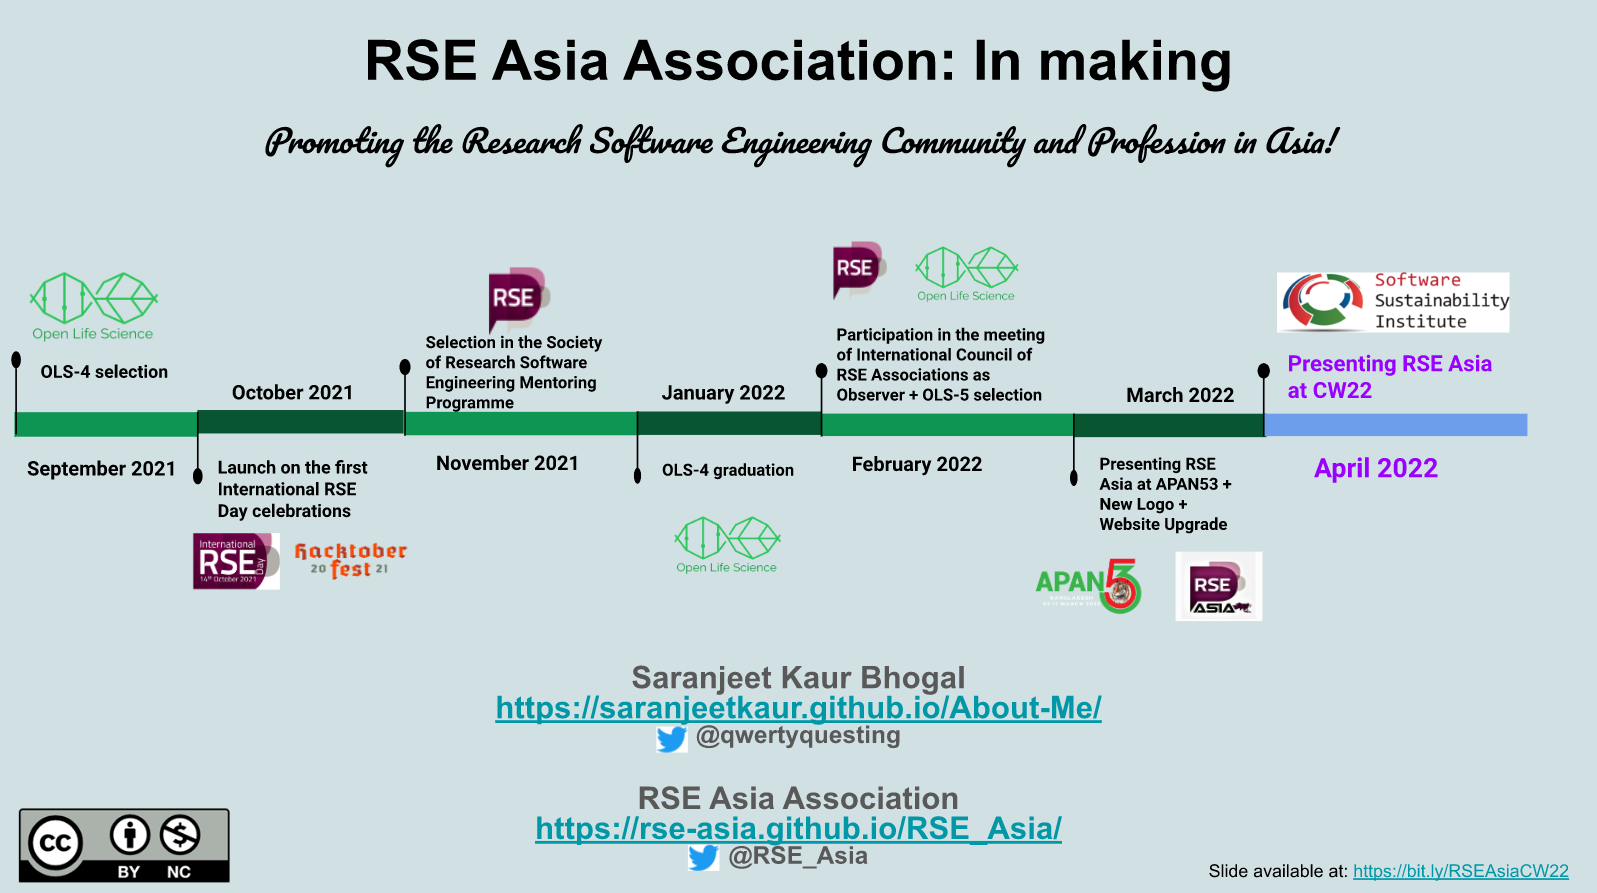 RSE Asia Association: In making
Promoting the Research Software Engineering Community and Profession in Asia!
Open Life Science
OLS-4 selection
September 2021
October 2021
Launch on the first
International RSE
Day celebrations
International
RSE
Day
14th October 2021
hacktober
20 fest 21
RSE
Selection in the Society
of Research Software
Engineering Mentoring
Programme
November 2021
January 2022
OLS-4 graduation
Open Life Science
RSE
Open Life Science
Participation in the meeting
of International Council of
RSE Associations as
Observer + OLS-5 selection
February 2022
March 2022
Presenting RSE
Asia at APAN53 +
New Logo +
Website Upgrade
APAN53
BANGLADESH
RSE
ASIA
Software
Sustainability
Institute
Presenting RSE Asia
at CW22
April 2022
Saranjeet Kaur Bhogal
https://saranjeetkaur.github.io/About-Me/
@qwertyquesting
RSE Asia Association
https://rse-asia.github.io/RSE_Asia/
@RSE_Asia
CC
BY NC
Slide available at: https://bit.ly/RSEAsiaCW22